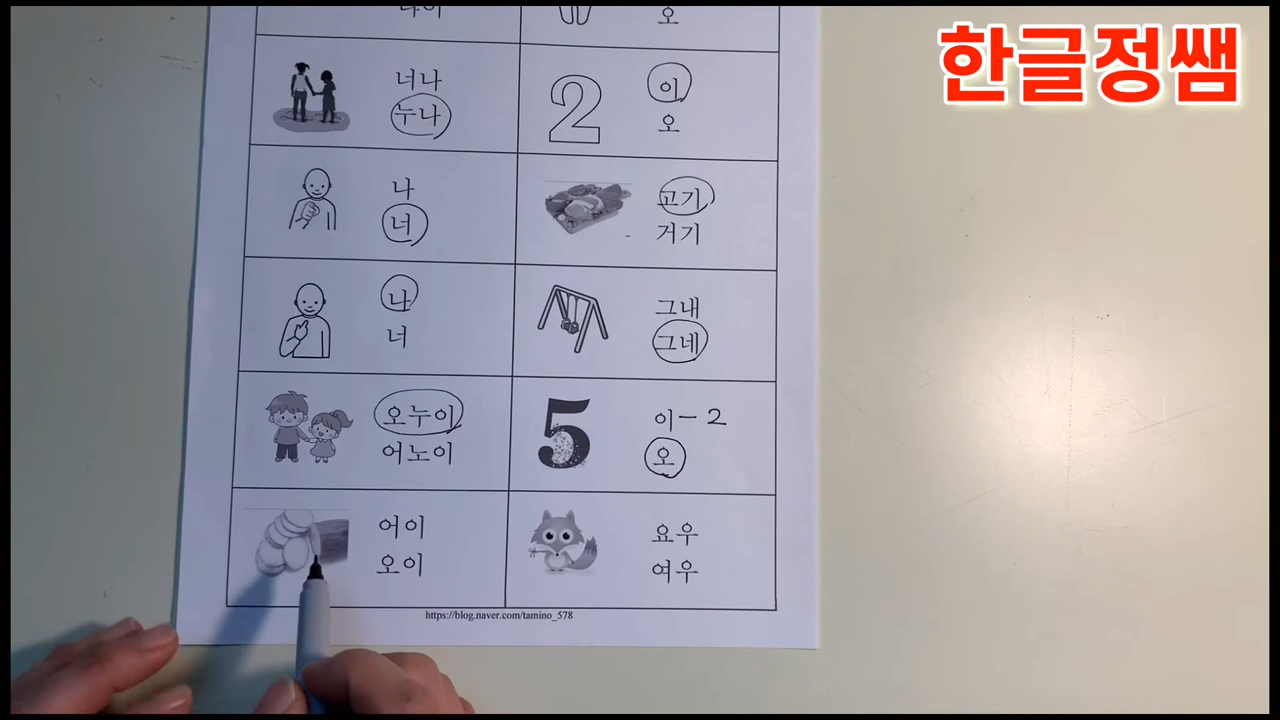 한글정쌤
오
너나
누나
2
이
오
나
너
고기
거기
나
너
그내
그네
오누이
어노이
5
이-2
오
어이
오이
요우
여우
https://blog.naver.com/tamino_578